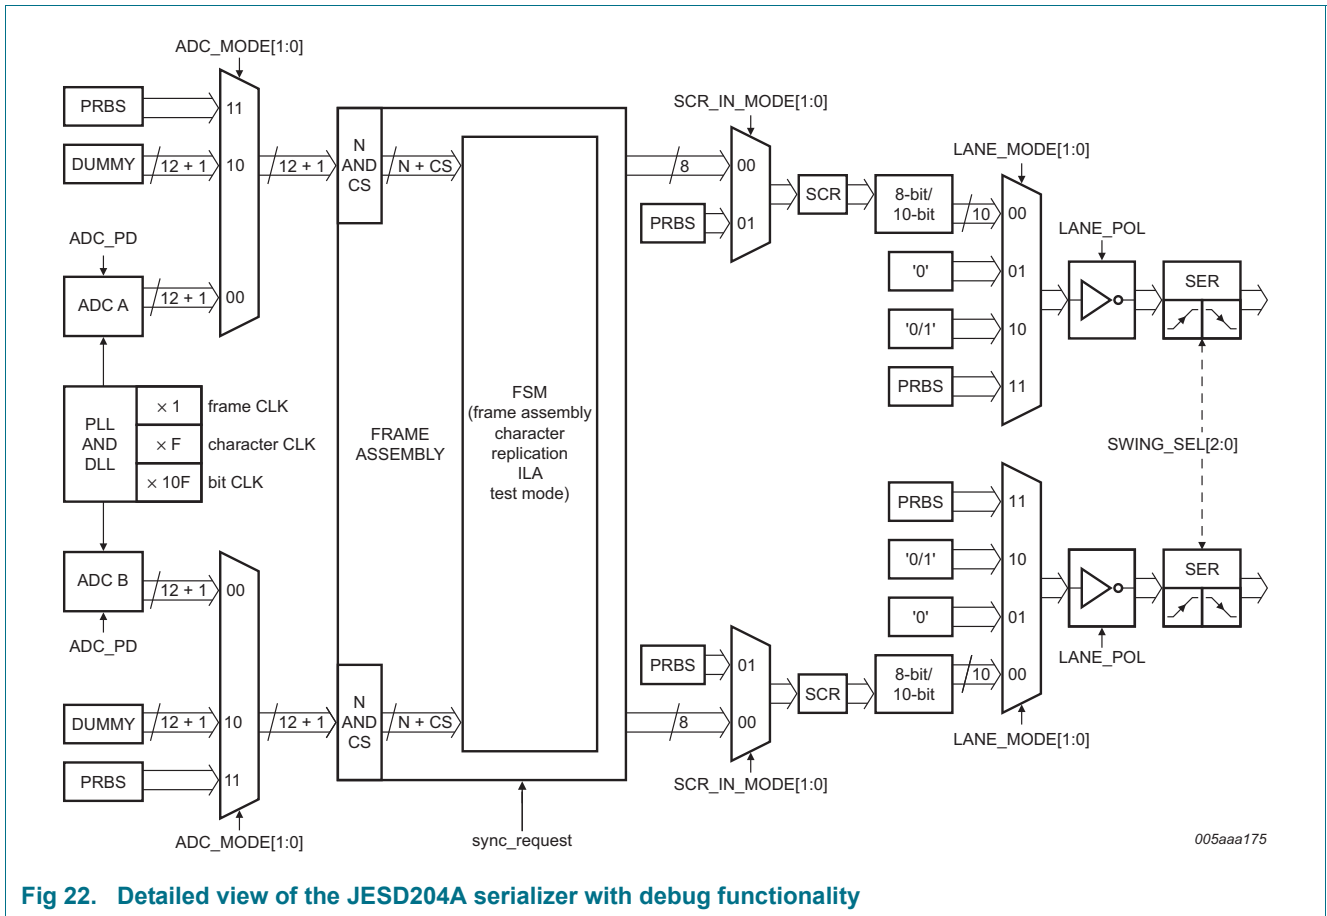 ADC_MODE[1:0]
PRBS
11
DUMMY
12 + 1
10
12 + 1
N
AND
CS
N + CS
ADC_PD
ADC A
12 + 1
00
PLL
AND
DLL
× 1
frame CLK
× F
character CLK
× 10F
bit CLK
ADC B
12 + 1
00
ADC_PD
DUMMY
12 + 1
10
12 + 1
N
AND
CS
N + CS
PRBS
11
ADC_MODE[1:0]
FRAME
ASSEMBLY
FSM
(frame assembly
character
replication
ILA
test mode)
sync_request
SCR_IN_MODE[1:0]
8
00
PRBS
01
SCR
8-bit/
10-bit
10
LANE_MODE[1:0]
00
'0'
01
'0/1'
10
PRBS
11
LANE_POL
SER
SWING_SEL[2:0]
PRBS
11
'0/1'
10
'0'
01
PRBS
01
8
00
SCR
8-bit/
10-bit
10
00
SCR_IN_MODE[1:0]
LANE_MODE[1:0]
LANE_POL
SER
005aaa175
Fig 22. Detailed view of the JESD204A serializer with debug functionality